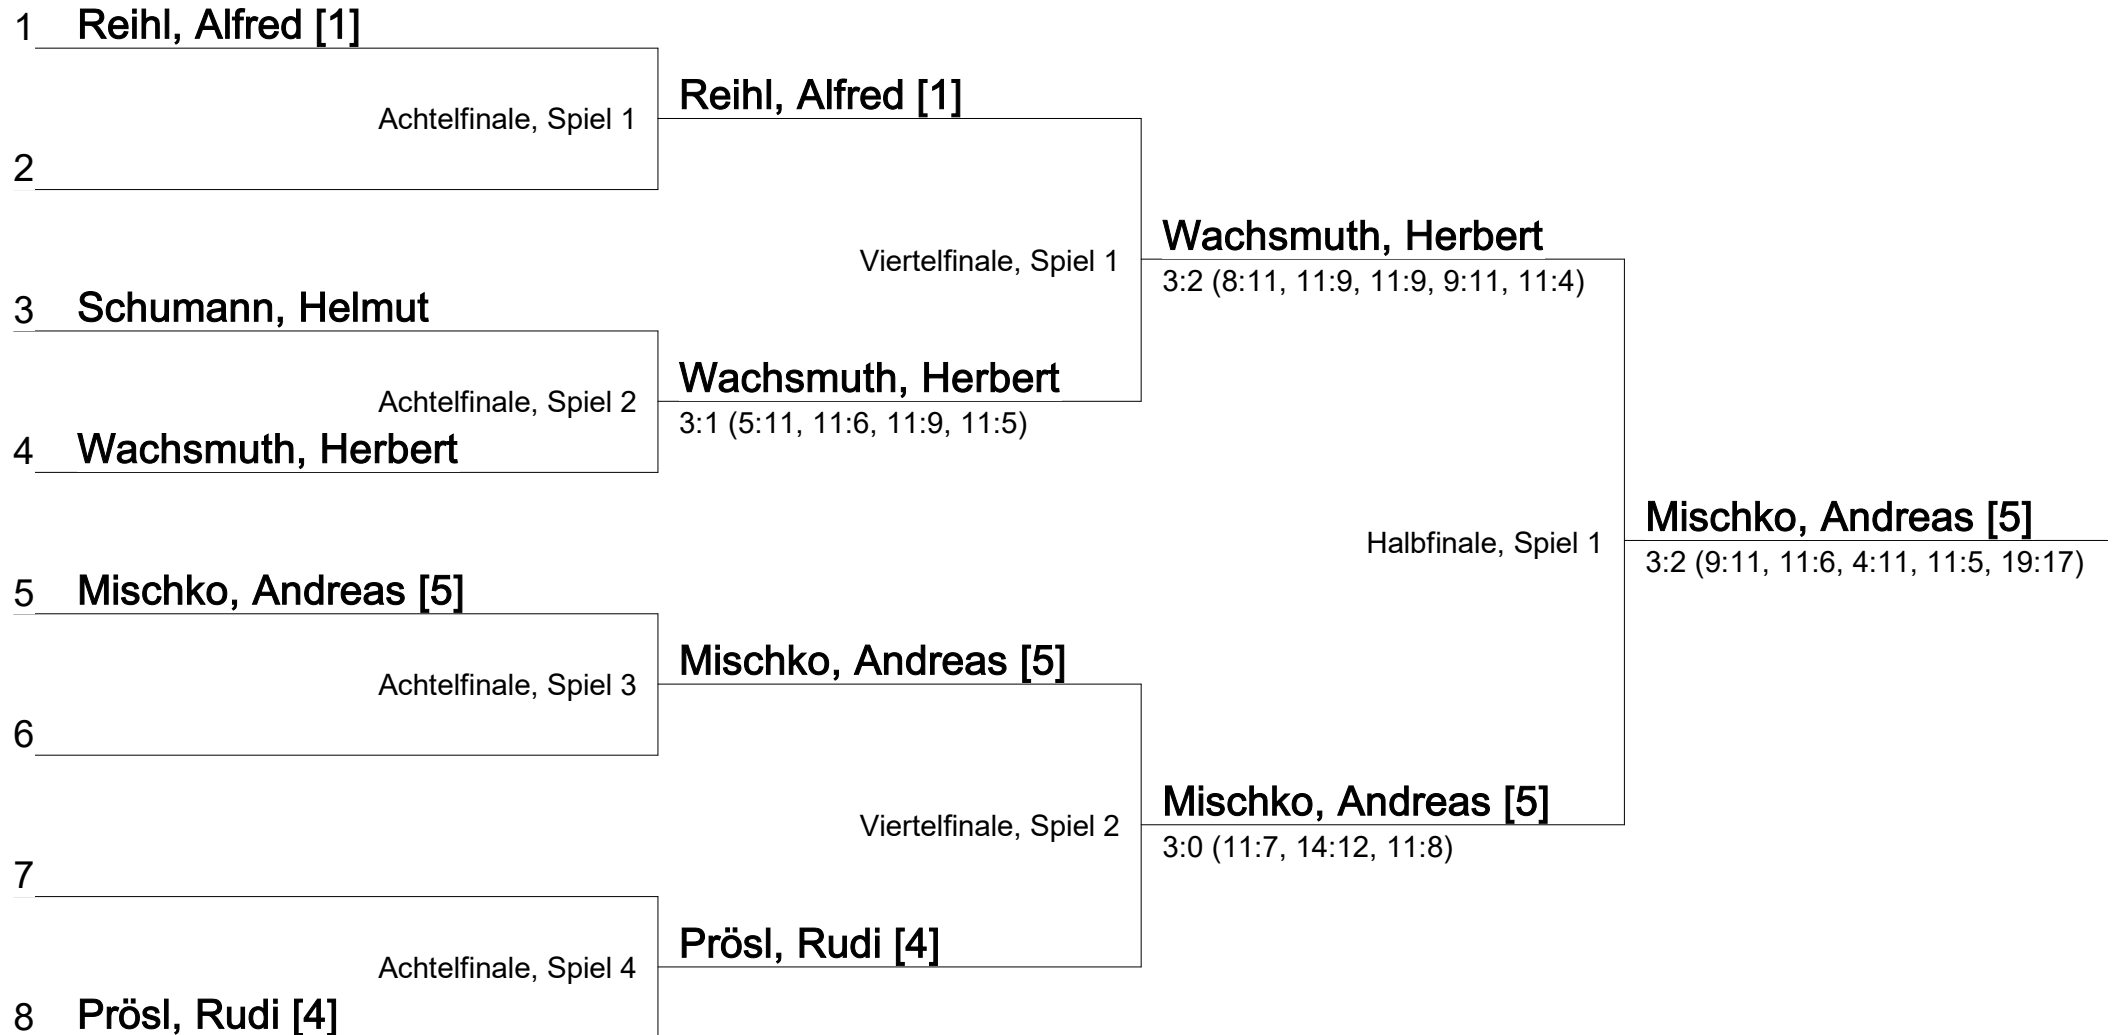 1 Reihl, Alfred [1]
Reihl, Alfred [1]
Achtelfinale, Spiel 1
2
Wachsmuth, Herbert
Viertelfinale, Spiel 1
3:2 (8:11, 11:9, 11:9, 9:11, 11:4)
3 Schumann, Helmut
Wachsmuth, Herbert
Achtelfinale, Spiel 2
3:1 (5:11, 11:6, 11:9, 11:5)
4 Wachsmuth, Herbert
Mischko, Andreas [5]
Halbfinale, Spiel 1
3:2 (9:11, 11:6, 4:11, 11:5, 19:17)
5 Mischko, Andreas [5]
Mischko, Andreas [5]
Achtelfinale, Spiel 3
6
Mischko, Andreas [5]
Viertelfinale, Spiel 2
3:0 (11:7, 14:12, 11:8)
7
Prösl, Rudi [4]
Achtelfinale, Spiel 4
8 Prösl, Rudi [4]